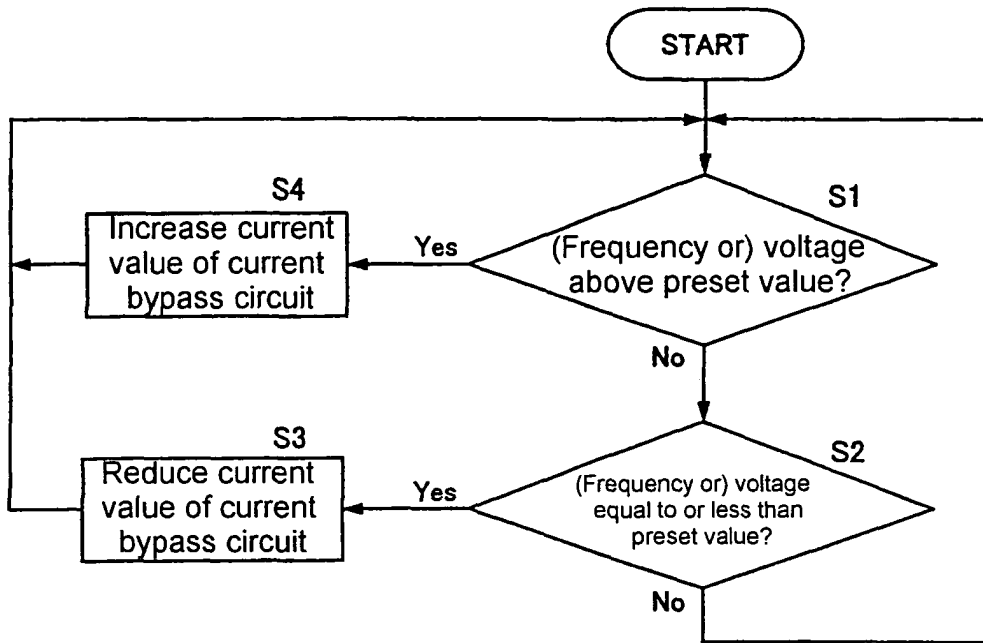 START
S4
Increase current
value of current
bypass circuit
Yes
S1
(Frequency or) voltage
above preset value?
No
S3
Reduce current
value of current
bypass circuit
Yes
S2
(Frequency or) voltage
equal to or less than
preset value?
No